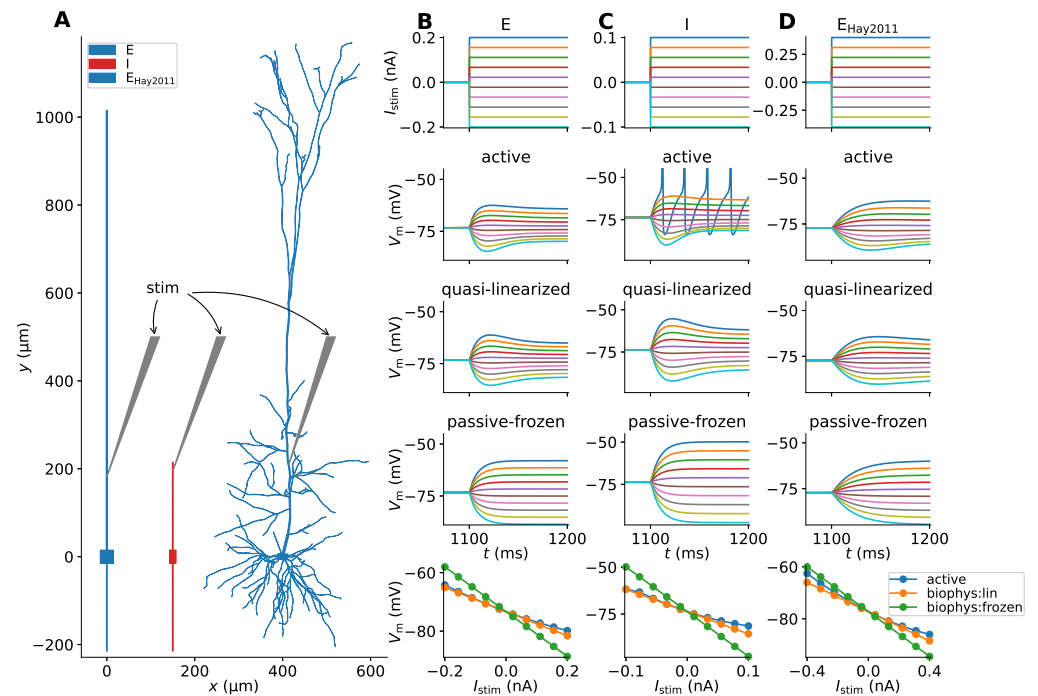 A
E
I
E_Hay2011
stim
1000
800
600
400
200
0
−200
y (μm)
0
200
400
600
x (μm)
B
E
C
I
D
E_Hay2011
0.2
0.0
−0.2
I_stim (nA)
0.1
0.0
−0.1
0.25
0.00
−0.25
active
active
active
−50
−75
V_m (mV)
−50
−75
−50
−75
quasi-linearized
quasi-linearized
quasi-linearized
−50
−75
V_m (mV)
−50
−75
−50
−75
passive-frozen
passive-frozen
passive-frozen
−50
−75
V_m (mV)
−50
−75
−50
−75
1100
1200
t (ms)
1100
1200
t (ms)
1100
1200
t (ms)
−60
−80
V_m (mV)
−50
−75
−60
−80
active
biophys:lin
biophys:frozen
−0.2
0.0
0.2
I_stim (nA)
−0.1
0.0
0.1
I_stim (nA)
−0.4
0.0
0.4
I_stim (nA)